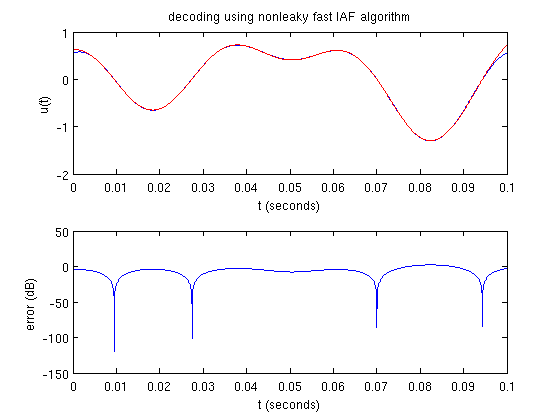 decoding using nonleaky fast IAF algorithm
1
0
-1
-2
u(t)
0 0.01 0.02 0.03 0.04 0.05 0.06 0.07 0.08 0.09 0.1
t (seconds)
50
0
-50
-100
-150
error (dB)
0 0.01 0.02 0.03 0.04 0.05 0.06 0.07 0.08 0.09 0.1
t (seconds)